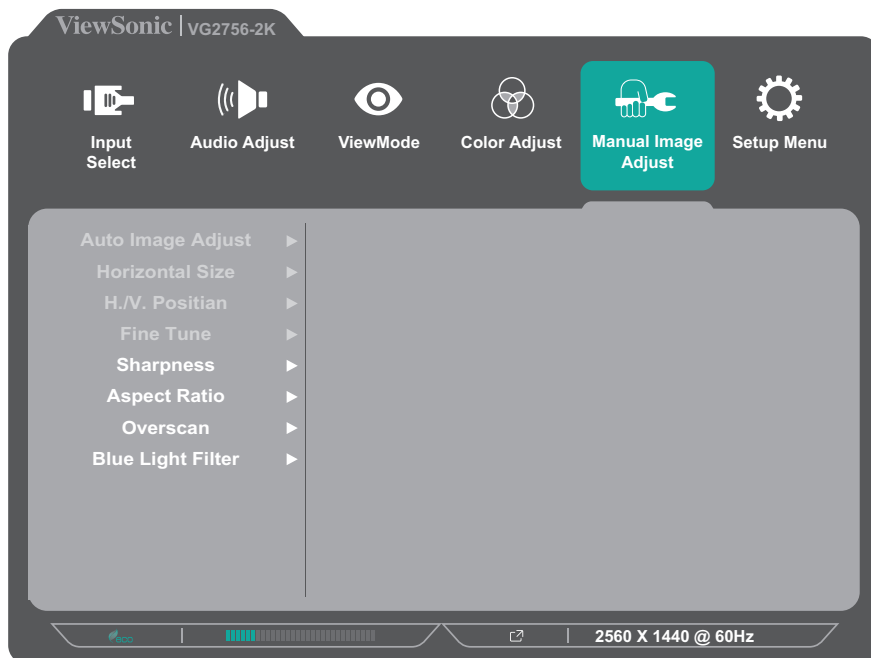 ViewSonic | VG2756-2K
Input Select
Audio Adjust
ViewMode
Color Adjust
Manual Image Adjust
Setup Menu
Auto Image Adjust
Horizontal Size
H./V. Positian
Fine Tune
Sharpness
Aspect Ratio
Overscan
Blue Light Filter
eco
2560 X 1440 @ 60Hz